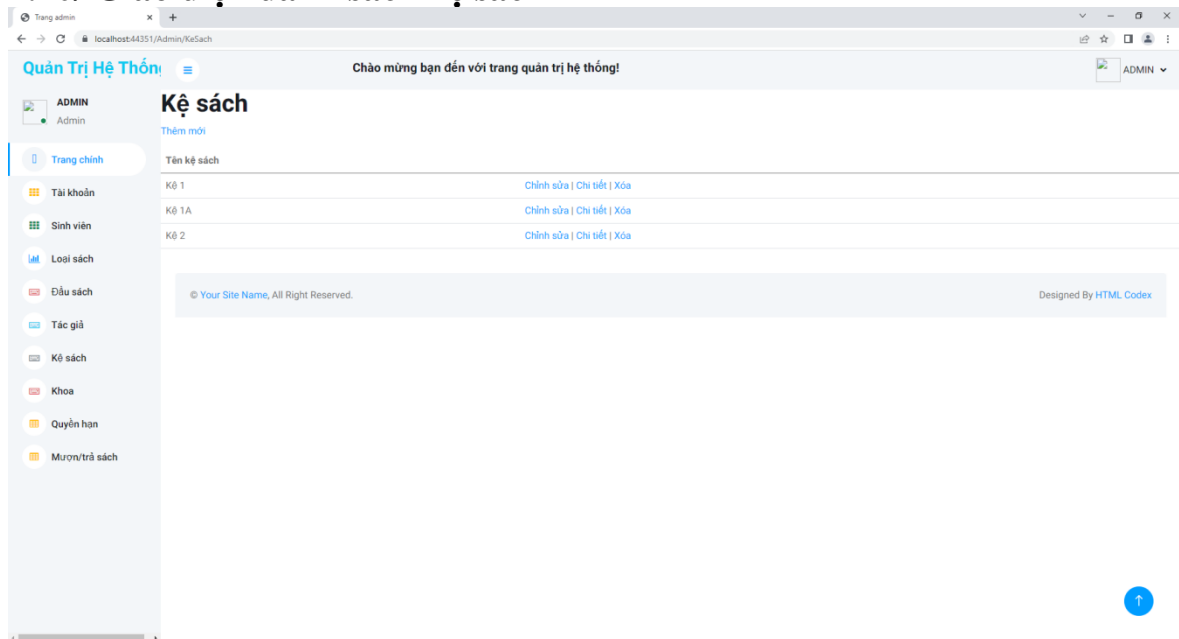 Trang admin
localhost:44351/Admin/KeSach
Quản Trị Hệ Thốn
Chào mừng bạn đến với trang quản trị hệ thống!
ADMIN
ADMIN
Admin
Kệ sách
Thêm mới
Trang chính
Tên kệ sách
Tài khoản
Kệ 1
Chỉnh sửa | Chi tiết | Xóa
Kệ 1A
Chỉnh sửa | Chi tiết | Xóa
Sinh viên
Kệ 2
Chỉnh sửa | Chi tiết | Xóa
Loại sách
Đầu sách
© Your Site Name, All Right Reserved.
Designed By HTML Codex
Tác giả
Kệ sách
Khoa
Quyền hạn
Mượn/trả sách